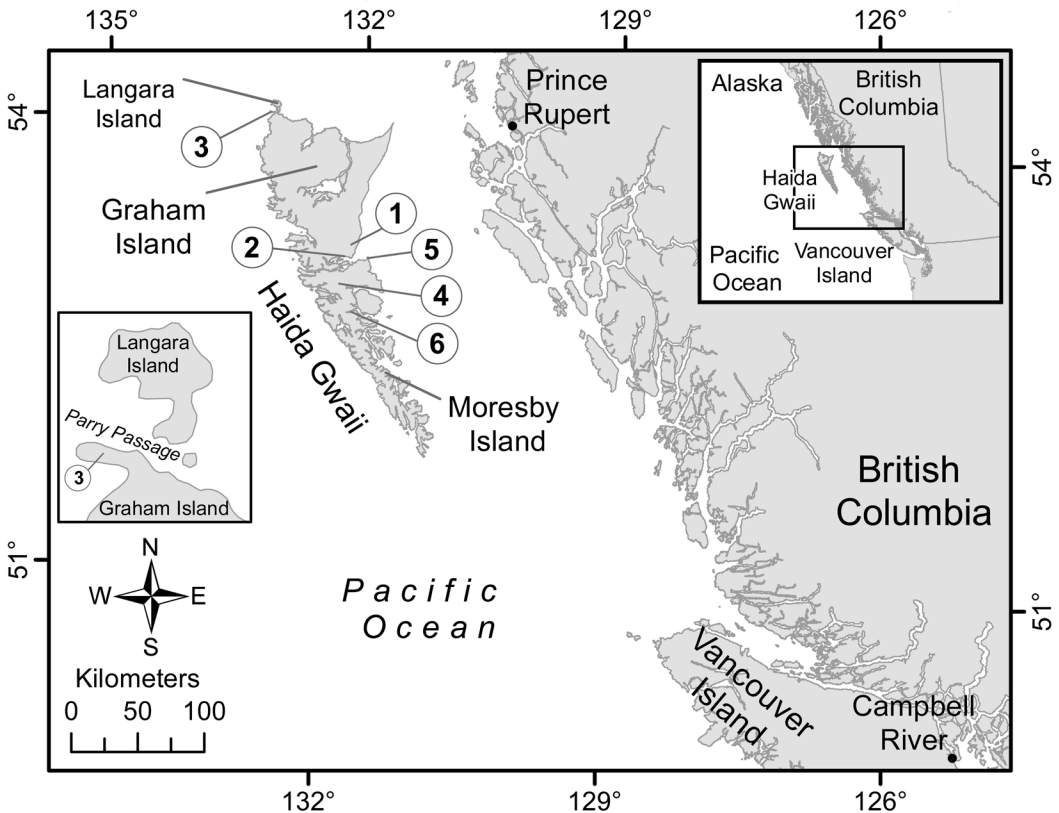 135°
132°
129°
126°
54°
Langara
Island
3
Graham
Island
1
2
5
4
6
Haida Gwaii
Moresby
Island
Prince
Rupert
Alaska
British
Columbia
Haida
Gwaii
Pacific
Ocean
Vancouver
Island
54°
Langara
Island
Parry Passage
3
Graham Island
British
Columbia
51°
N
W
E
S
Pacific
Ocean
51°
Kilometers
0 50 100
Vancouver
Island
Campbell
River
132°
129°
126°